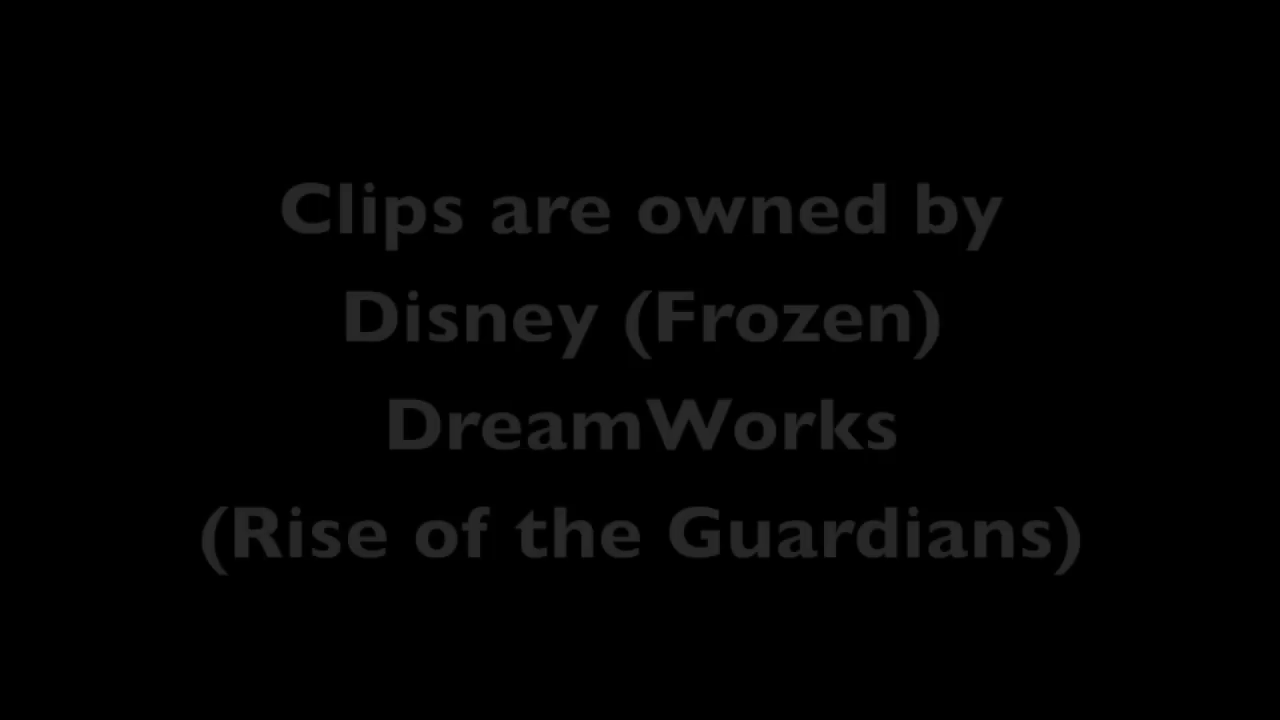 Clips are owned by
Disney (Frozen)
DreamWorks
(Rise of the Guardians)